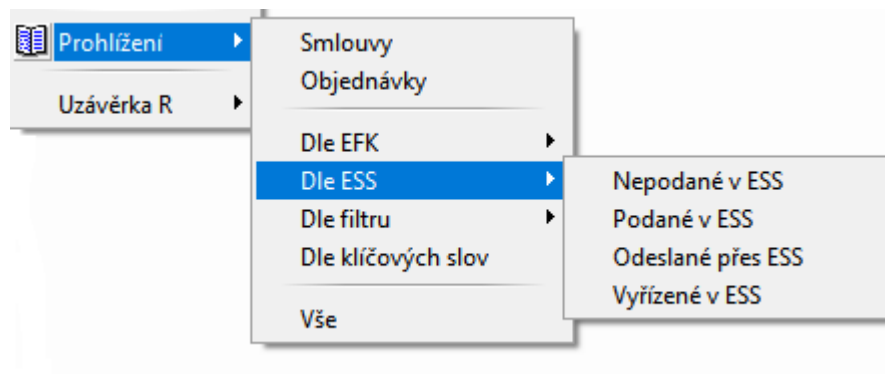 Prohlížení
Uzávěrka R
Smlouvy
Objednávky
Dle EFK
Dle ESS
Dle filtru
Dle klíčových slov
Vše
Nepodané v ESS
Podané v ESS
Odeslané přes ESS
Vyřízené v ESS